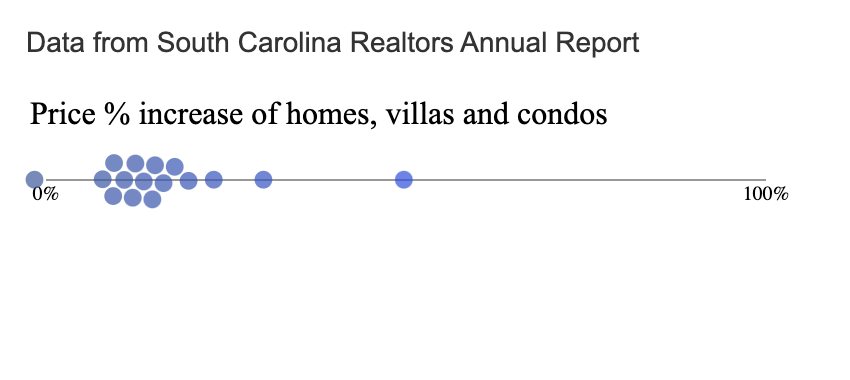 Data from South Carolina Realtors Annual Report
Price % increase of homes, villas and condos
0% 100%